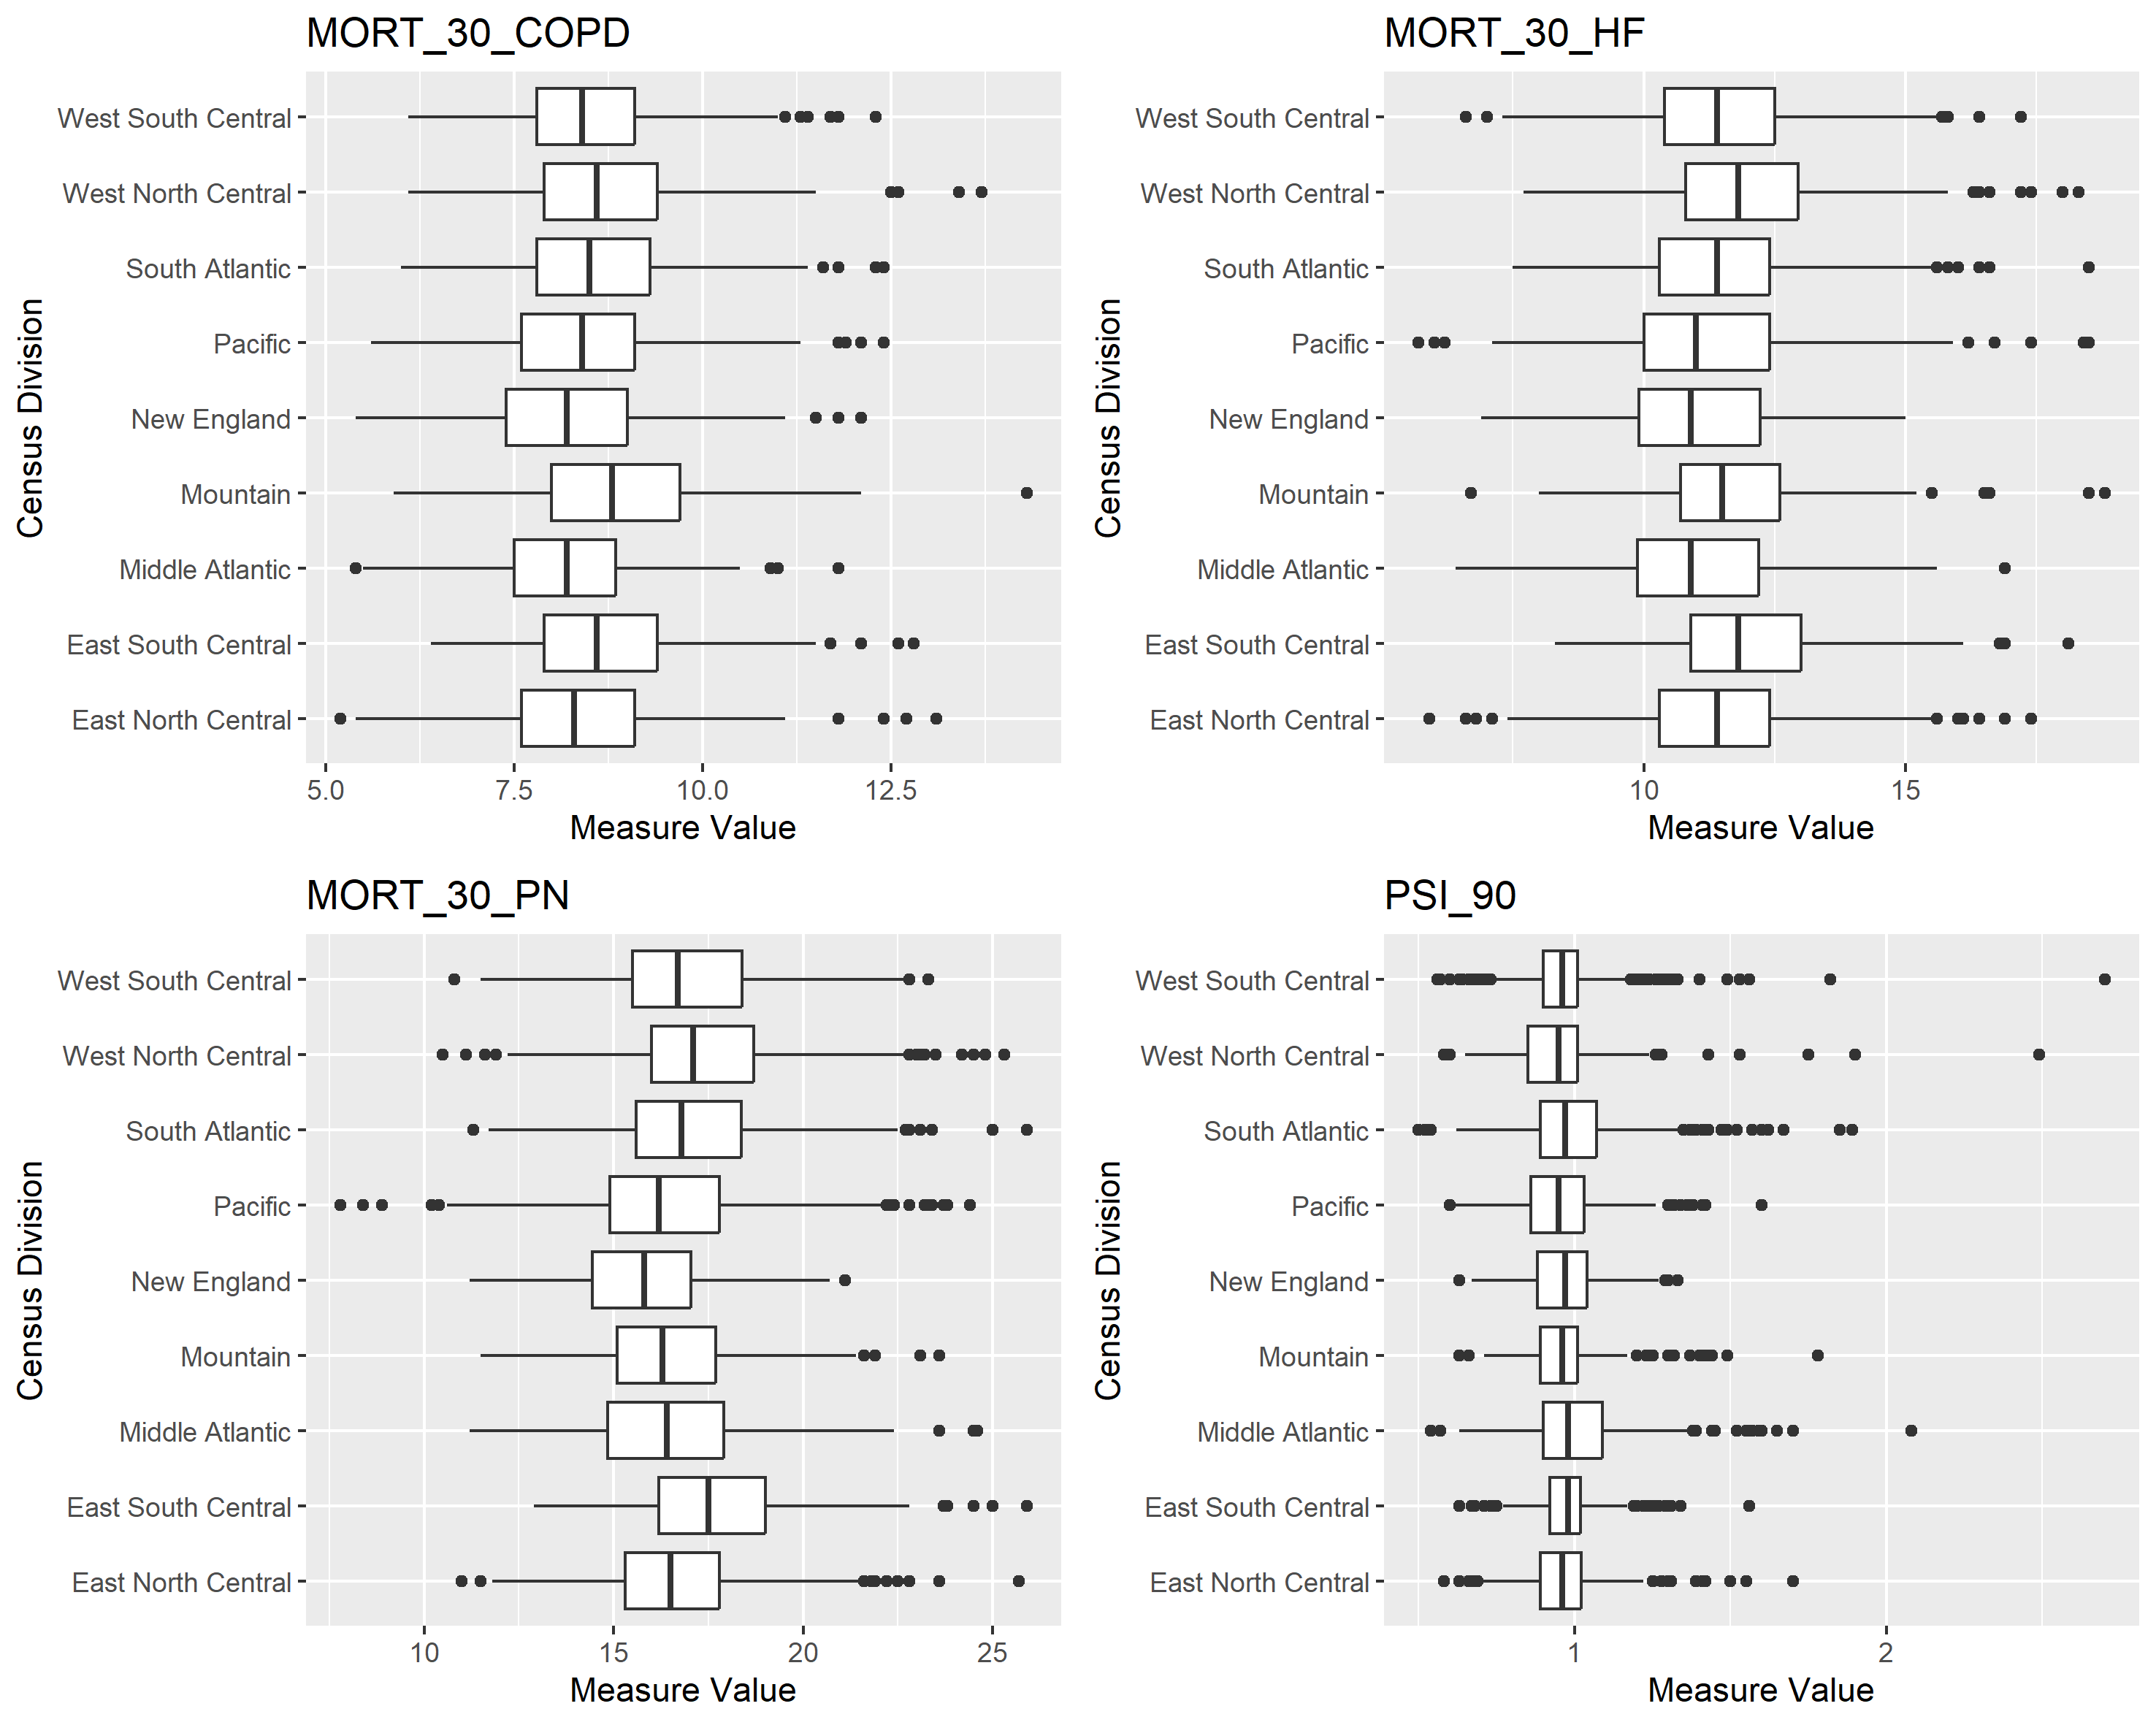 MORT_30_COPD
Census Division
West South Central
West North Central
South Atlantic
Pacific
New England
Mountain
Middle Atlantic
East South Central
East North Central
5.0 7.5 10.0 12.5
Measure Value
MORT_30_HF
Census Division
West South Central
West North Central
South Atlantic
Pacific
New England
Mountain
Middle Atlantic
East South Central
East North Central
10 15
Measure Value
MORT_30_PN
Census Division
West South Central
West North Central
South Atlantic
Pacific
New England
Mountain
Middle Atlantic
East South Central
East North Central
10 15 20 25
Measure Value
PSI_90
Census Division
West South Central
West North Central
South Atlantic
Pacific
New England
Mountain
Middle Atlantic
East South Central
East North Central
1 2
Measure Value